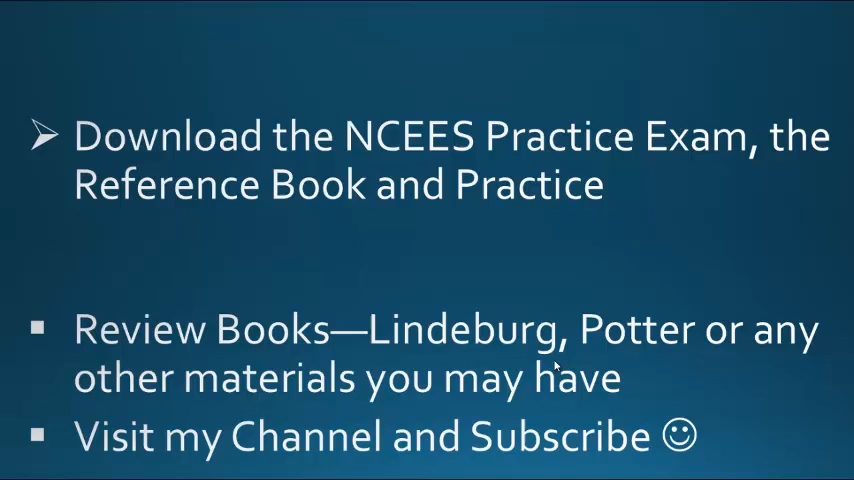 ➢ Download the NCEES Practice Exam, the
Reference Book and Practice
▪ Review Books—Lindeburg, Potter or any
other materials you may have
▪ Visit my Channel and Subscribe ☺